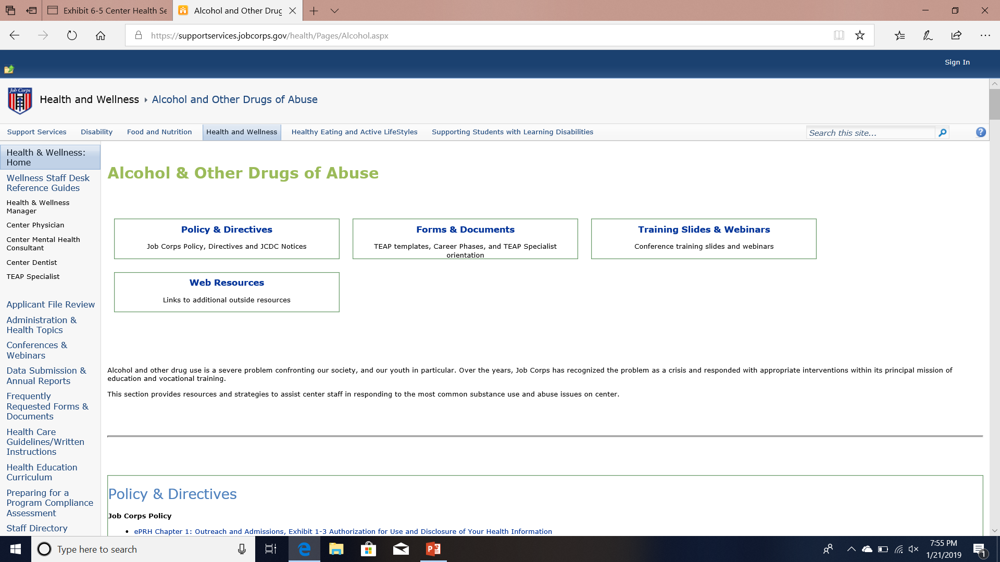 Exhibit 6-5 Center Health Se
Alcohol and Other Drug
https://supportservices.jobcorps.gov/health/Pages/Alcohol.aspx
Sign In
Job Corps
Health and Wellness Alcohol and Other Drugs of Abuse
Support Services Disability Food and Nutrition Health and Wellness Healthy Eating and Active LifeStyles Supporting Students with Learning Disabilities
Search this site...
?
Health & Wellness:
Home
Wellness Staff Desk
Reference Guides
Health & Wellness
Manager
Center Physician
Center Mental Health
Consultant
Center Dentist
TEAP Specialist
Applicant File Review
Administration &
Health Topics
Conferences &
Webinars
Data Submission &
Annual Reports
Frequently
Requested Forms &
Documents
Health Care
Guidelines/Written
Instructions
Health Education
Curriculum
Preparing for a
Program Compliance
Assessment
Staff Directory
Alcohol & Other Drugs of Abuse
Policy & Directives
Job Corps Policy, Directives and JCDC Notices
Forms & Documents
TEAP templates, Career Phases, and TEAP Specialist
orientation
Training Slides & Webinars
Conference training slides and webinars
Web Resources
Links to additional outside resources
Alcohol and other drug use is a severe problem confronting our society, and our youth in particular. Over the years, Job Corps has recognized the problem as a crisis and responded with appropriate interventions within its principal mission of
education and vocational training.
This section provides resources and strategies to assist center staff in responding to the most common substance use and abuse issues on center.
Policy & Directives
Job Corps Policy
• ePRH Chapter 1: Outreach and Admissions, Exhibit 1-3 Authorization for Use and Disclosure of Your Health Information
Type here to search
7:55 PM
1/21/2019
1